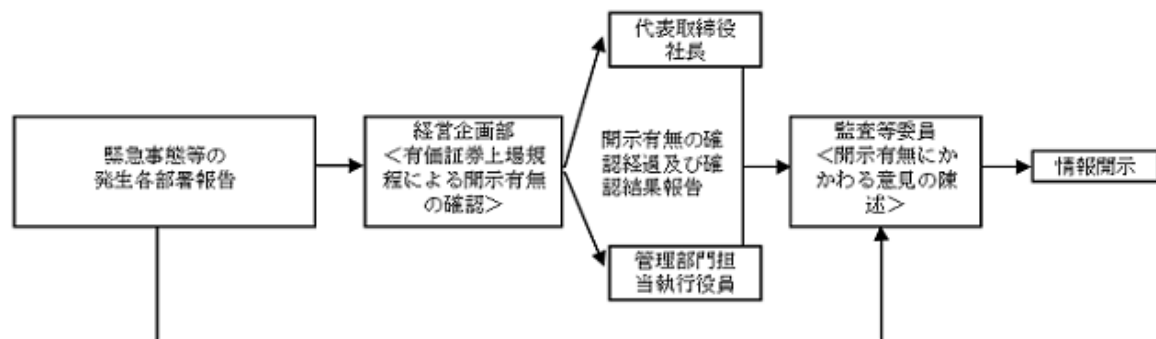 緊急事態等の
発生各部署報告
経営企画部
＜有価証券上場規
程による開示有無
の確認＞
代表取締役
社長
開示有無の確
認経過及び確
認結果報告
管理部門担
当執行役員
監査等委員
＜開示有無にか
かわる意見の陳
述＞
情報開示